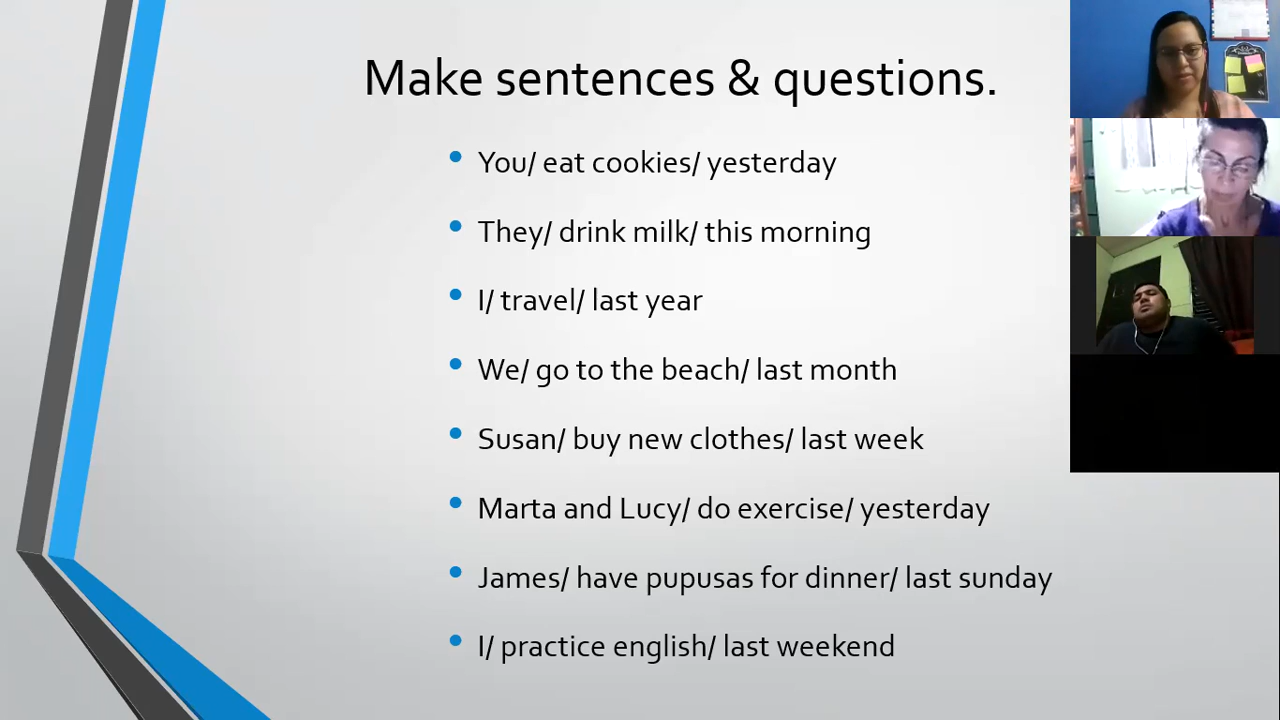 Make sentences & questions.
You/ eat cookies/ yesterday
They/ drink milk/ this morning
I/ travel/ last year
We/ go to the beach/ last month
Susan/ buy new clothes/ last week
Marta and Lucy/ do exercise/ yesterday
James/ have pupusas for dinner/ last sunday
I/ practice english/ last weekend